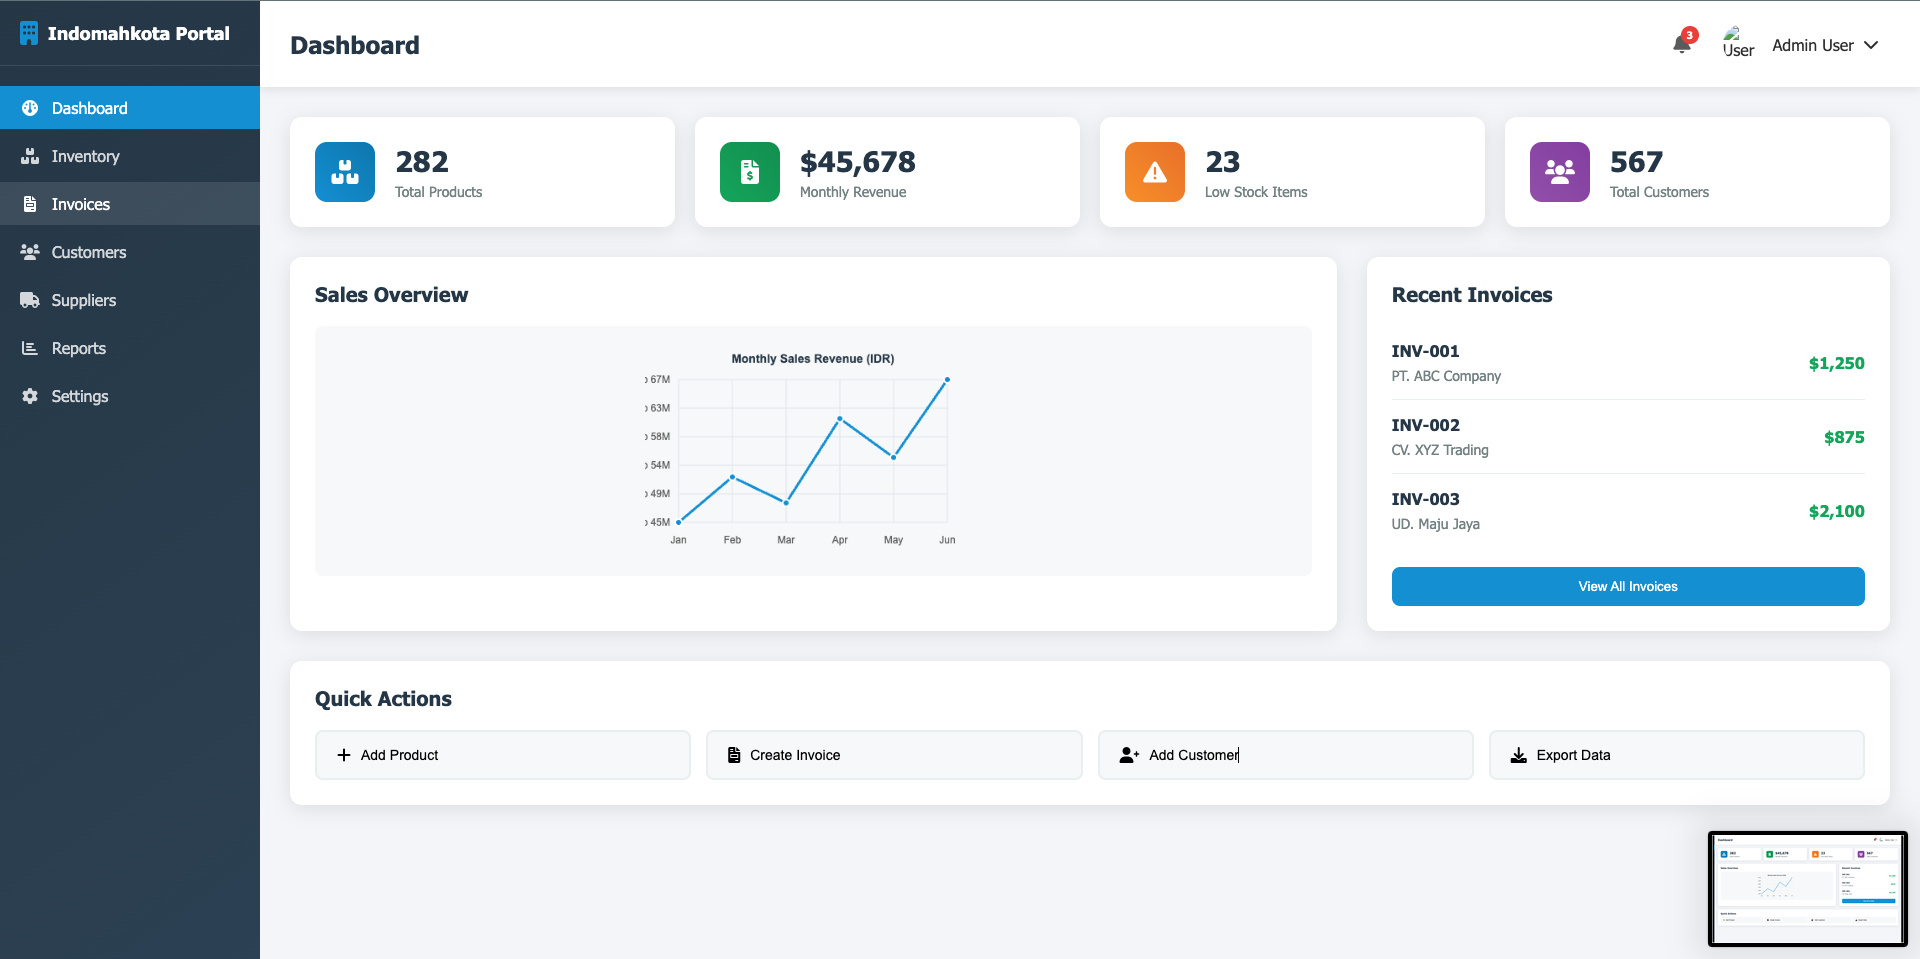 Indomahkota Portal
Dashboard
Inventory
Invoices
Customers
Suppliers
Reports
Settings
Dashboard
3
User
Admin User
282
Total Products
$45,678
Monthly Revenue
23
Low Stock Items
567
Total Customers
Sales Overview
Monthly Sales Revenue (IDR)
67M
63M
58M
54M
49M
45M
Jan Feb Mar Apr May Jun
Recent Invoices
INV-001
PT. ABC Company
$1,250
INV-002
CV. XYZ Trading
$875
INV-003
UD. Maju Jaya
$2,100
View All Invoices
Quick Actions
Add Product
Create Invoice
Add Customer
Export Data